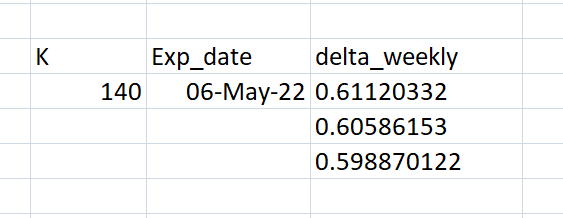 K Exp_date delta_weekly
140 06-May-22 0.61120332
0.60586153
0.598870122